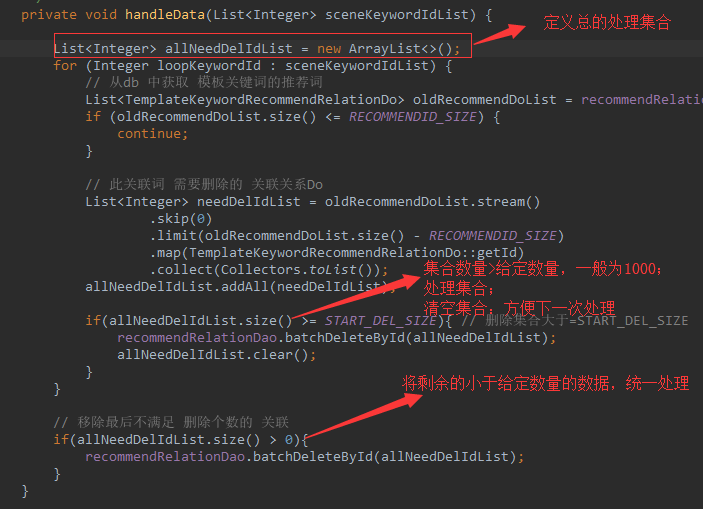 private void handleData(List<Integer> sceneKeywordIdList) {
定义总的处理集合
List<Integer> allNeedDelIdList = new ArrayList<>();
for (Integer loopKeywordId : sceneKeywordIdList) {
// 从db 中获取 模板关键词的推荐词
List<TemplateKeywordRecommendRelationDo> oldRecommendDoList = recommendRelatio
if (oldRecommendDoList.size() <= RECOMMENDID_SIZE) {
continue;
}
// 此关联词 需要删除的 关联关系Do
List<Integer> needDelIdList = oldRecommendDoList.stream()
.skip(0)
.limit(oldRecommendDoList.size() - RECOMMENDID_SIZE)
.map(TemplateKeywordRecommendRelationDo::getId)
.collect(Collectors.toList());
集合数量>给定数量，一般为1000；
allNeedDelIdList.addAll(needDelIdList);
处理集合；
清空集合；方便下一次处理
if(allNeedDelIdList.size() >= START_DEL_SIZE){ // 删除集合大于=START_DEL_SIZE
recommendRelationDao.batchDeleteById(allNeedDelIdList);
allNeedDelIdList.clear();
}
}
将剩余的小于给定数量的数据，统一处理
// 移除最后不满足 删除个数的 关联
if(allNeedDelIdList.size() > 0){
recommendRelationDao.batchDeleteById(allNeedDelIdList);
}
}